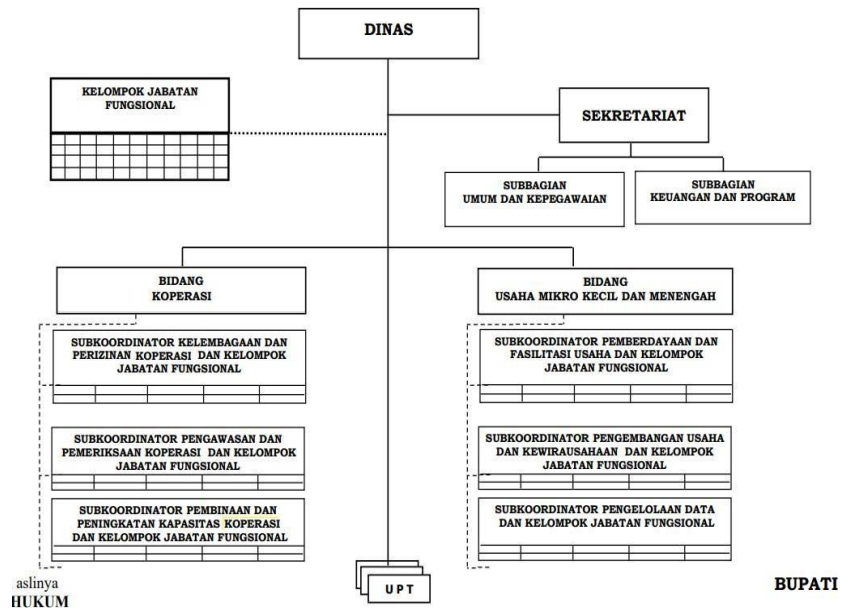 DINAS
KELOMPOK JABATAN
FUNGSIONAL
SEKRETARIAT
SUBBAGIAN
UMUM DAN KEPEGAWAIAN
SUBBAGIAN
KEUANGAN DAN PROGRAM
BIDANG
KOPERASI
BIDANG
USAHA MIKRO KECIL DAN MENENGAH
SUBKOORDINATOR KELEMBAGAAN DAN
PERIZINAN KOPERASI DAN KELOMPOK
JABATAN FUNGSIONAL
SUBKOORDINATOR PEMBERDAYAAN DAN
FASILITASI USAHA DAN KELOMPOK
JABATAN FUNGSIONAL
SUBKOORDINATOR PENGAWASAN DAN
PEMERIKSAAN KOPERASI DAN KELOMPOK
JABATAN FUNGSIONAL
SUBKOORDINATOR PENGEMBANGAN USAHA
DAN KEWIRAUSAHAAN DAN KELOMPOK
JABATAN FUNGSIONAL
SUBKOORDINATOR PEMBINAAN DAN
PENINGKATAN KAPASITAS KOPERASI
DAN KELOMPOK JABATAN FUNGSIONAL
SUBKOORDINATOR PENGELOLAAN DATA
DAN KELOMPOK JABATAN FUNGSIONAL
UPT
aslinya
HUKUM
BUPATI